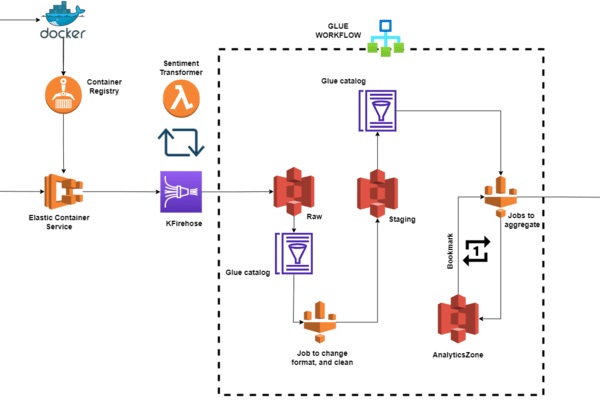 docker
Container
Registry
Sentiment
Transformer
Elastic Container
Service
KFirehose
GLUE
WORKFLOW
Glue catalog
Raw
Glue catalog
Job to change
format, and clean
Staging
Jobs to
aggregate
Bookmark
1
AnalyticsZone